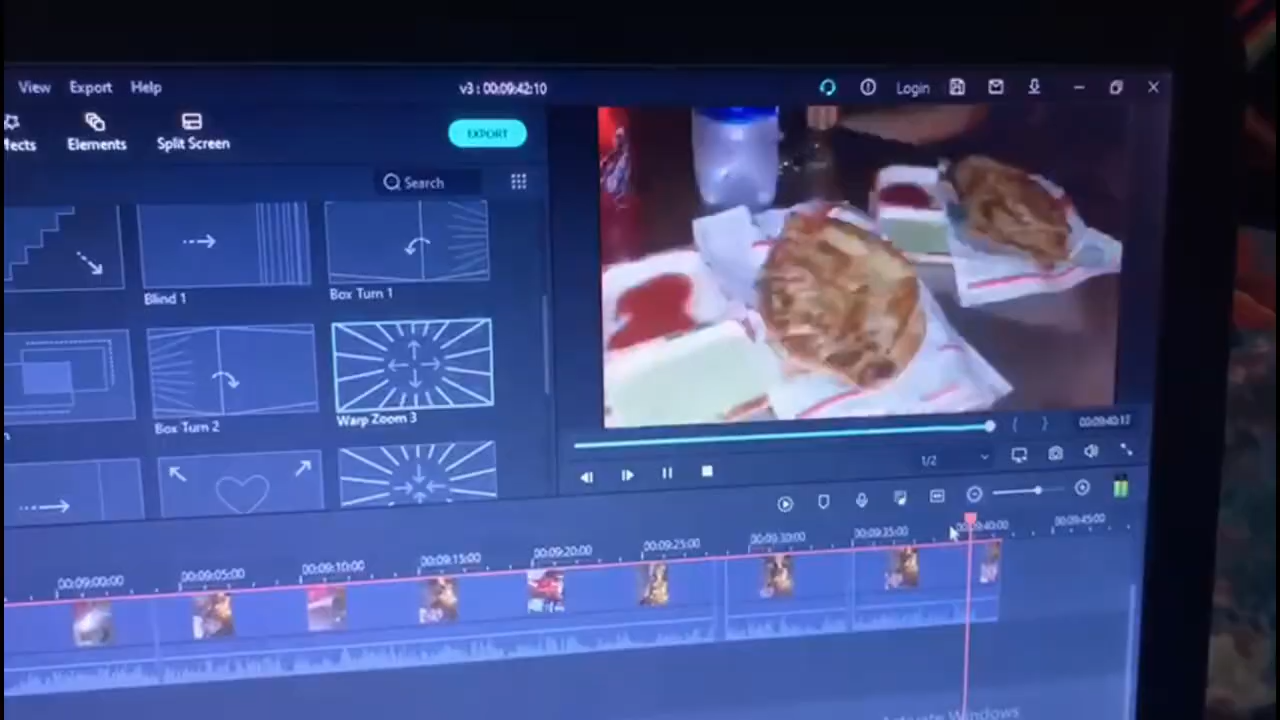 View Export Help
v3 : 00:09:42:10
Login
Elements
Split Screen
EXPORT
Search
Blind 1
Box Turn 1
Box Turn 2
Warp Zoom 3
00:09:40:17
1/2
00:09:00:00
00:09:05:00
00:09:10:00
00:09:15:00
00:09:20:00
00:09:25:00
00:09:30:00
00:09:35:00
00:09:40:00
00:09:45:00
Activate Windows